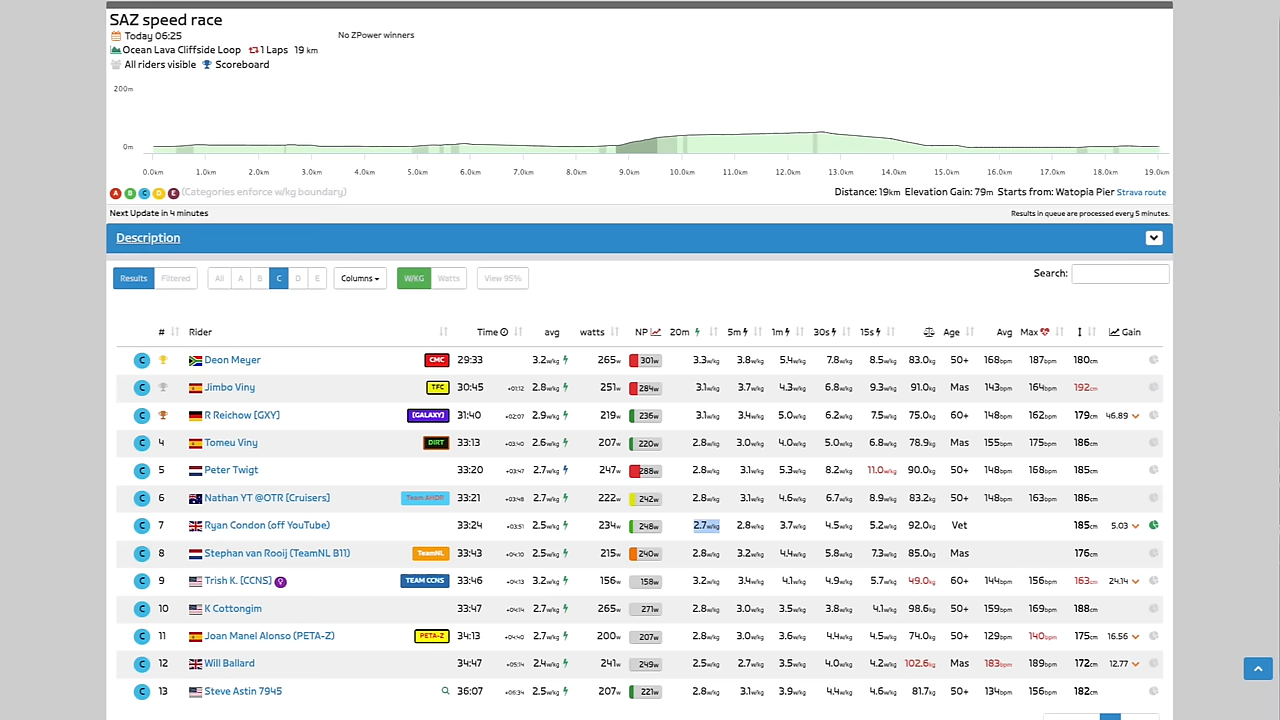 SAZ speed race
Today 06:25
No ZPower winners
Ocean Lava Cliffside Loop 1 Laps 19 km
All riders visible Scoreboard
200m
0m
0.0km 1.0km 2.0km 3.0km 4.0km 5.0km 6.0km 7.0km 8.0km 9.0km 10.0km 11.0km 12.0km 13.0km 14.0km 15.0km 16.0km 17.0km 18.0km 19.0km
A B C D E (Categories enforce w/kg boundary)
Distance: 19km Elevation Gain: 79m Starts from: Watopia Pier Strava route
Next Update in 4 minutes
Results in queue are processed every 5 minutes.
Description
Results Filtered All A B C D E Columns W/KG Watts View 95% Search:
# Rider Time avg watts NP 20m 5m 1m 30s 15s Age Avg Max Gain
C Deon Meyer CMC 29:33 3.2w/kg 265w 301w 3.3w/kg 3.8w/kg 5.4w/kg 7.8w/kg 8.5w/kg 83.0kg 50+ 168bpm 187bpm 180cm
C Jimbo Viny TFC 30:45 +01:12 2.8w/kg 251w 284w 3.1w/kg 3.7w/kg 4.3w/kg 6.8w/kg 9.3w/kg 91.0kg Mas 143bpm 164bpm 192cm
C R Reichow [GXY] [GALAXY] 31:40 +02:07 2.9w/kg 219w 236w 3.1w/kg 3.4w/kg 5.0w/kg 6.2w/kg 7.5w/kg 75.0kg 60+ 148bpm 162bpm 179cm
C 4 Tomeu Viny DIRT 33:13 +03:40 2.6w/kg 207w 220w 2.8w/kg 3.0w/kg 4.0w/kg 5.0w/kg 6.8w/kg 78.9kg Mas 155bpm 175bpm 186cm
C 5 Peter Twigt 33:20 +03:47 2.7w/kg 247w 288w 2.8w/kg 3.1w/kg 5.3w/kg 8.2w/kg 11.0w/kg 90.0kg 50+ 148bpm 168bpm 185cm
C 6 Nathan YT @OTR [Cruisers] Team AHDR 33:21 +03:48 2.7w/kg 222w 242w 2.8w/kg 3.1w/kg 4.6w/kg 6.7w/kg 8.9w/kg 83.2kg 50+ 148bpm 163bpm 186cm
C 7 Ryan Condon (off YouTube) 33:24 +03:51 2.5w/kg 234w 248w 2.7w/kg 2.8w/kg 3.7w/kg 4.5w/kg 5.2w/kg 92.0kg Vet 185cm 5.03
C 8 Stephan van Rooij (TeamNL B11) TeamNL 33:43 +04:10 2.5w/kg 215w 240w 2.8w/kg 3.2w/kg 4.4w/kg 5.8w/kg 7.3w/kg 85.0kg Mas 176cm
C 9 Trish K. [CCNS] TEAM CCNS 33:46 +04:13 3.2w/kg 156w 158w 3.2w/kg 3.4w/kg 4.1w/kg 4.9w/kg 5.7w/kg 49.0kg 60+ 144bpm 156bpm 163cm 24.14
C 10 K Cottongim 33:47 +04:14 2.7w/kg 265w 271w 2.8w/kg 3.0w/kg 3.5w/kg 3.8w/kg 4.1w/kg 98.6kg 50+ 159bpm 169bpm 188cm
C 11 Joan Manel Alonso (PETA-Z) PETA-Z 34:13 +04:40 2.7w/kg 200w 207w 2.8w/kg 3.0w/kg 3.6w/kg 4.4w/kg 4.5w/kg 74.0kg 50+ 129bpm 140bpm 175cm 16.56
C 12 Will Ballard 34:47 +05:14 2.4w/kg 241w 249w 2.5w/kg 2.7w/kg 3.5w/kg 4.0w/kg 4.2w/kg 102.6kg Mas 183bpm 189bpm 172cm 12.77
C 13 Steve Astin 7945 36:07 +06:34 2.5w/kg 207w 221w 2.8w/kg 3.1w/kg 3.9w/kg 4.4w/kg 4.6w/kg 81.7kg 50+ 134bpm 156bpm 182cm